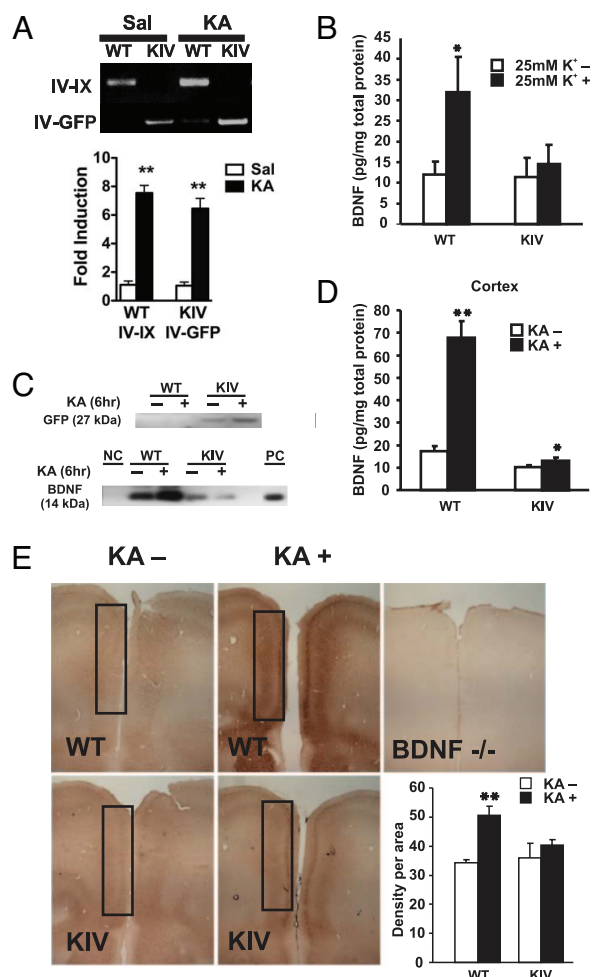 A
Sal KA
WT KIV WT KIV
IV-IX
IV-GFP
Fold Induction
10
8
6
4
2
0
** **
Sal
KA
WT KIV
IV-IX IV-GFP
B
BDNF (pg/mg total protein)
45
40
35
30
25
20
15
10
5
0
*
25mM K+ –
25mM K+ +
WT KIV
C
WT KIV
KA (6hr) – + – +
GFP (27 kDa)
NC WT KIV PC
KA (6hr) – + – +
BDNF
(14 kDa)
D
Cortex
BDNF (pg/mg total protein)
80
70
60
50
40
30
20
10
0
** *
KA –
KA +
WT KIV
E
KA – KA +
WT WT BDNF -/-
KIV KIV
Density per area
60
50
40
30
20
10
0
**
KA –
KA +
WT KIV